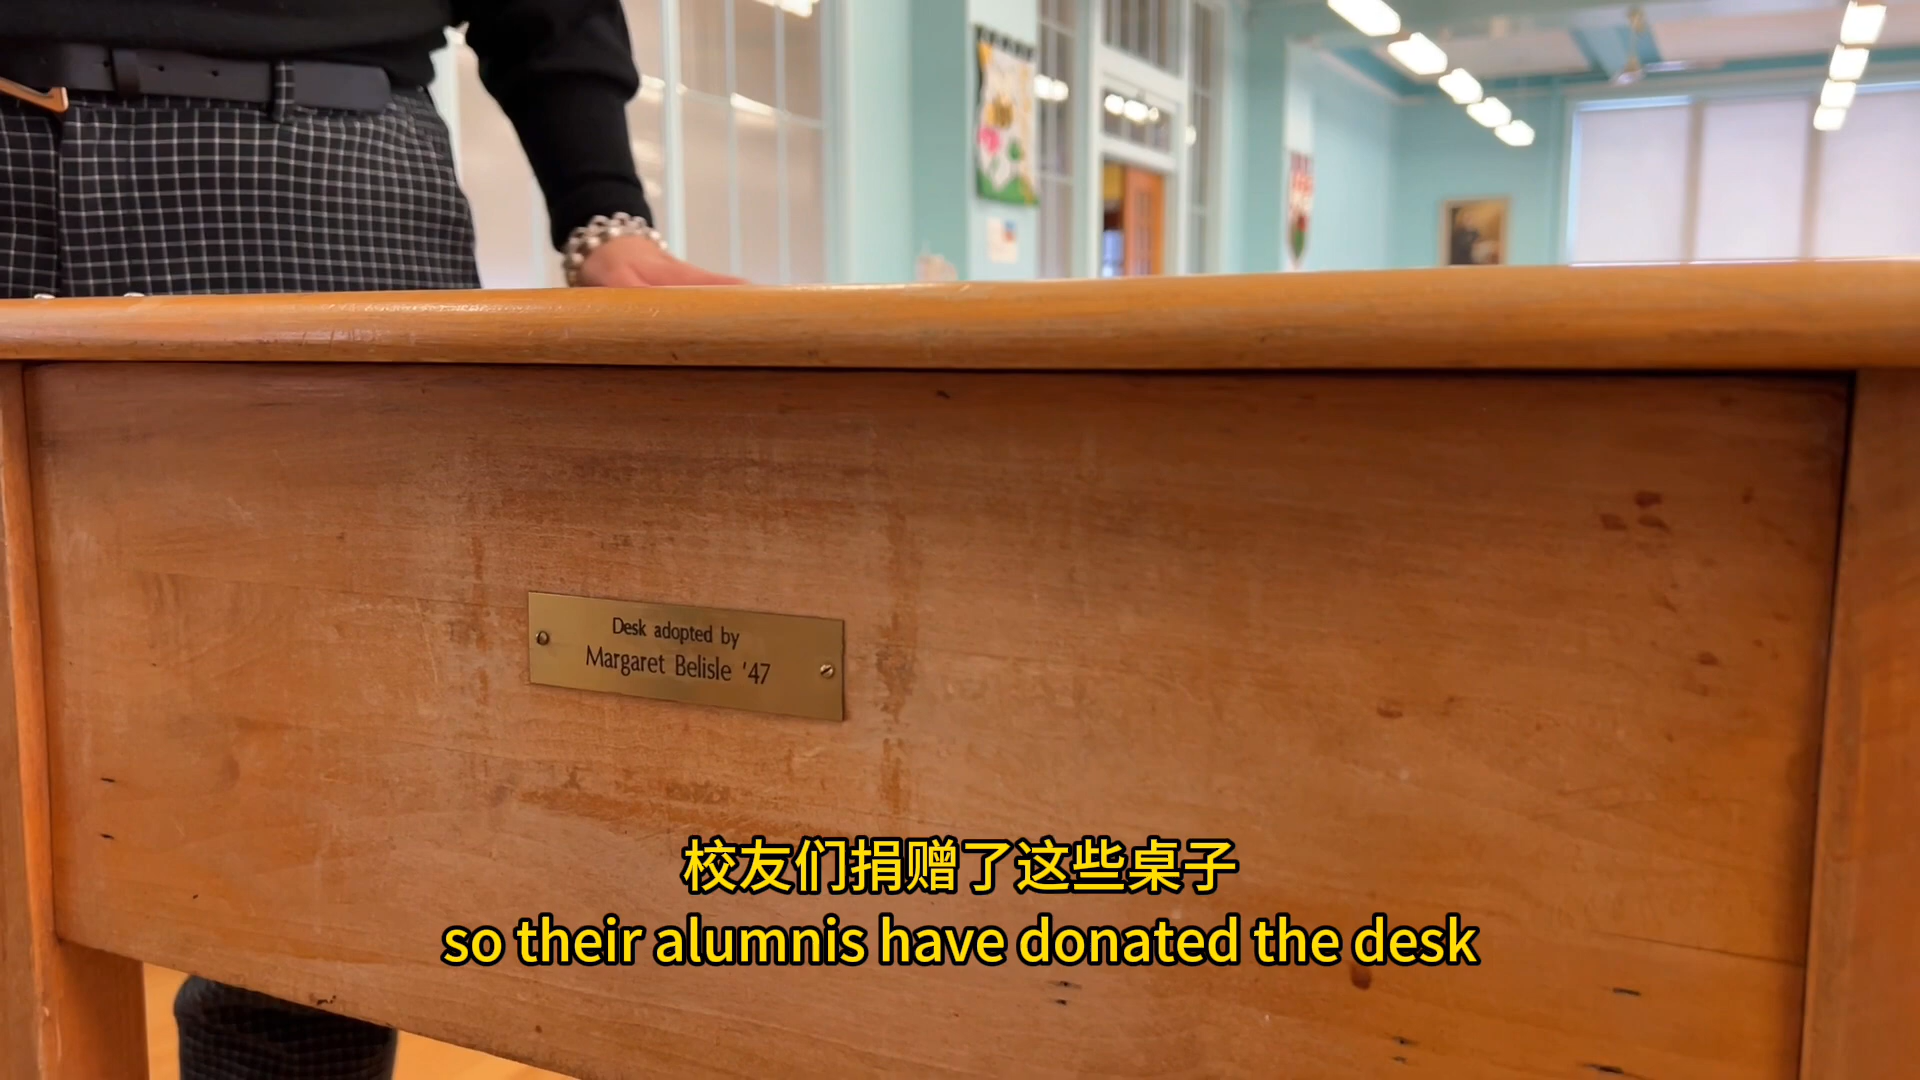 Desk adopted by
Margaret Belisle '47
校友们捐赠了这些桌子
so their alumnis have donated the desk